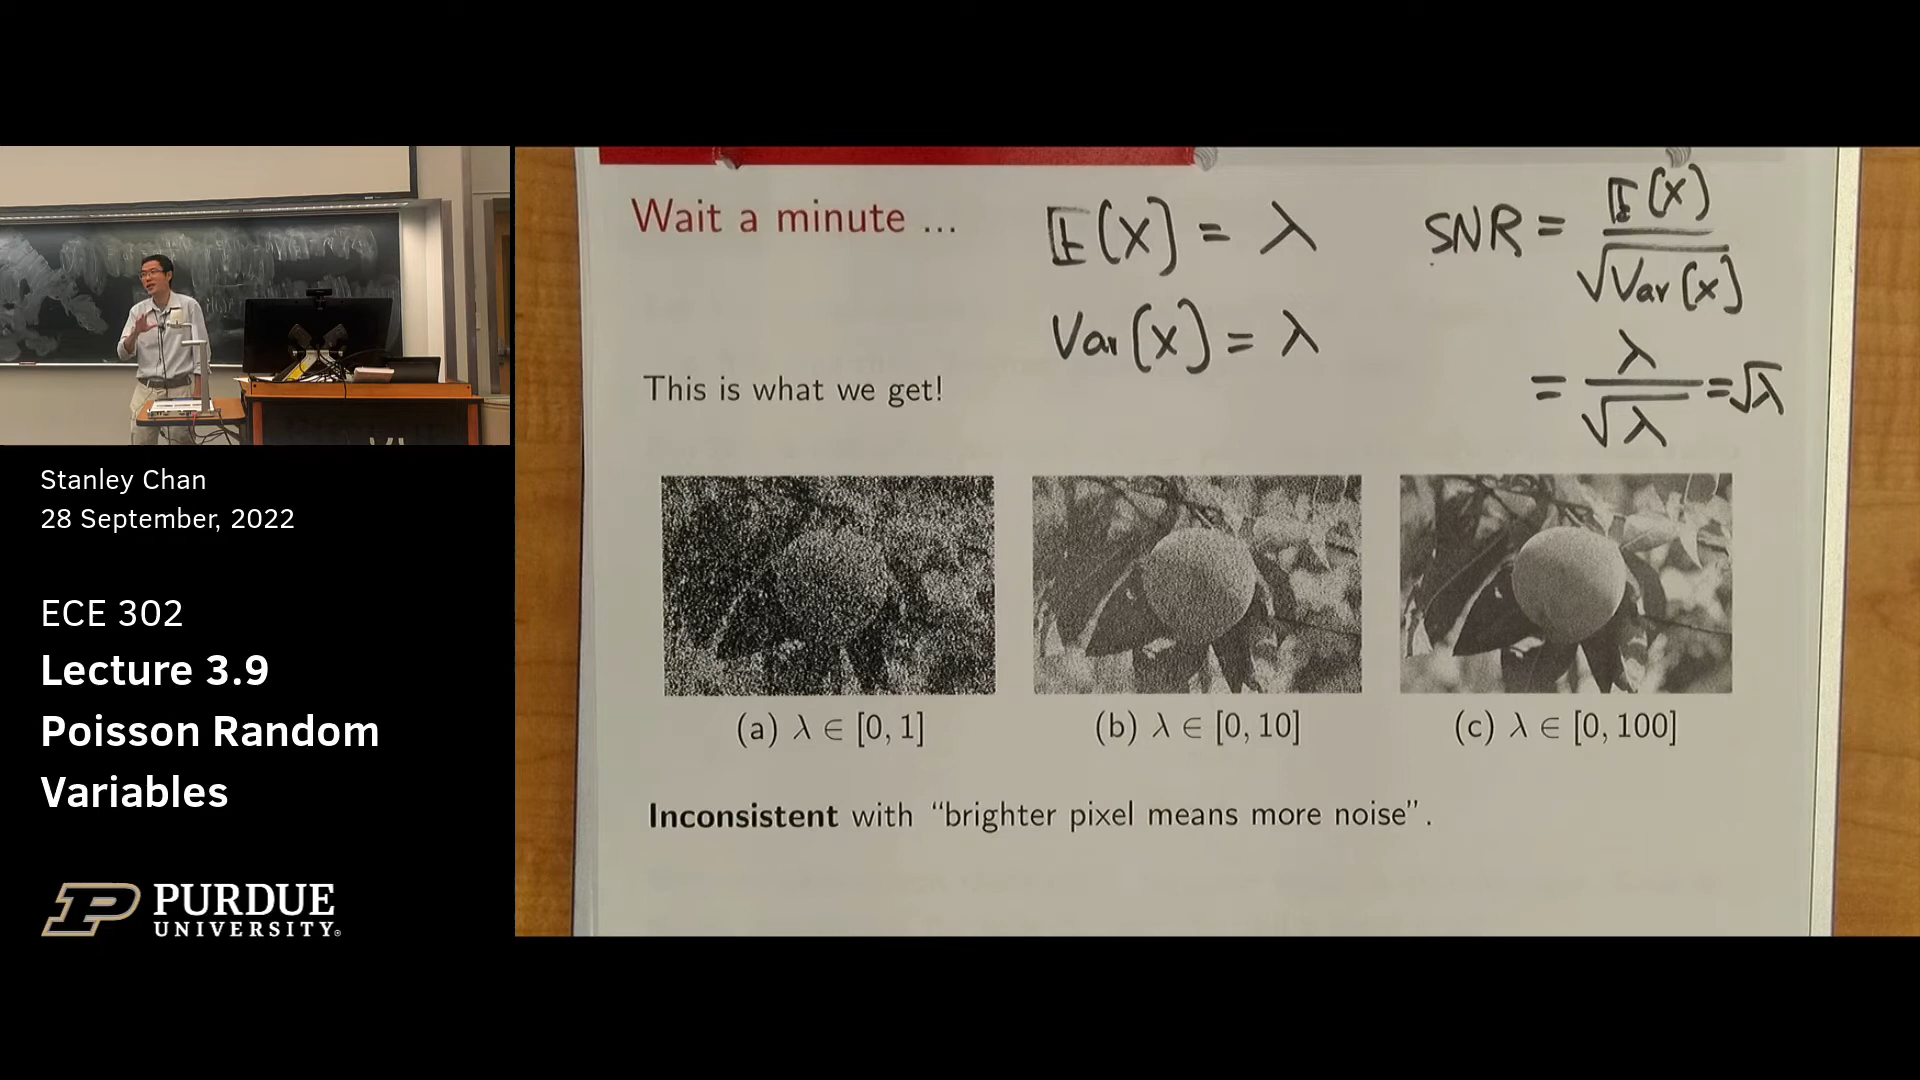 Stanley Chan
28 September, 2022
ECE 302
Lecture 3.9
Poisson Random
Variables
PURDUE
UNIVERSITY®
Wait a minute ...
𝔼[X] = λ
Var[X] = λ
SNR = 𝔼[X] / √Var[X]
= λ / √λ = √λ
This is what we get!
(a) λ ∈ [0, 1]
(b) λ ∈ [0, 10]
(c) λ ∈ [0, 100]
Inconsistent with “brighter pixel means more noise”.